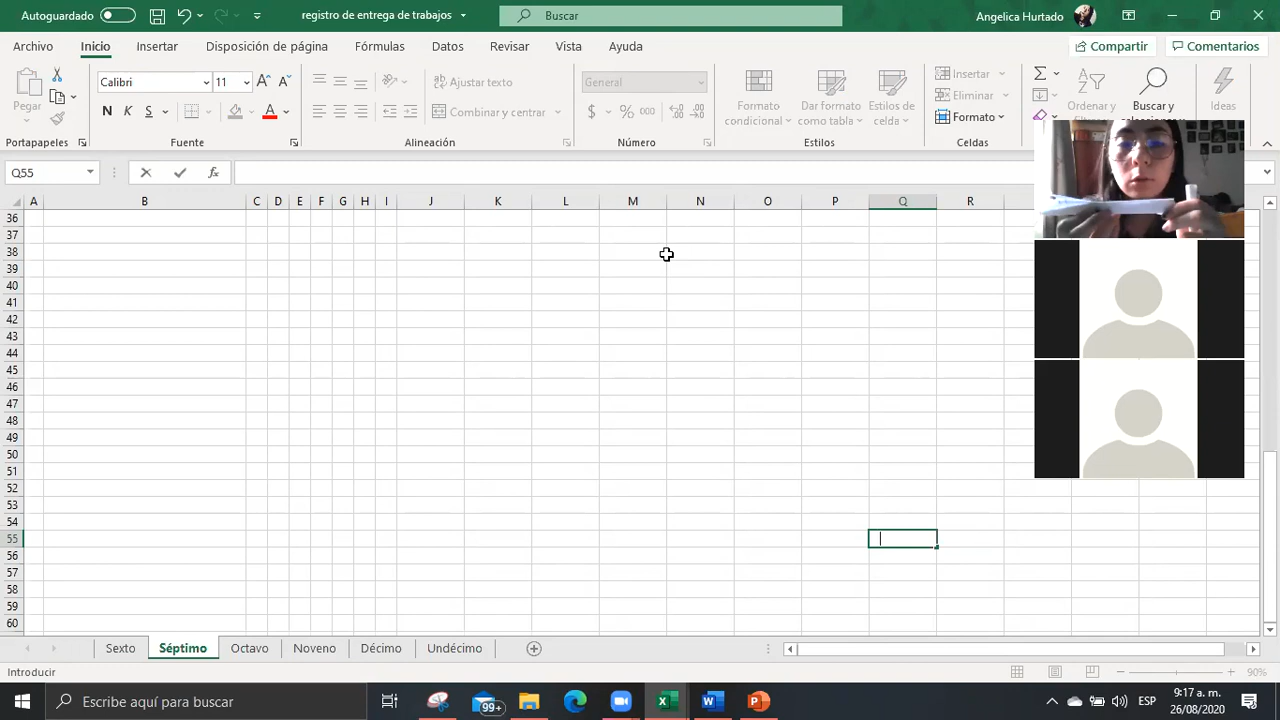 Autoguardado
registro de entrega de trabajos
Buscar
Angelica Hurtado
Archivo Inicio Insertar Disposición de página Fórmulas Datos Revisar Vista Ayuda
Compartir Comentarios
Pegar
Calibri 11
N K S
Ajustar texto
Combinar y centrar
General
$ % 000
Formato condicional
Dar formato como tabla
Estilos de celda
Insertar
Eliminar
Formato
Ordenar y
Buscar y
Ideas
Portapapeles Fuente Alineación Número Estilos Celdas
Q55
fx
A B C D E F G H I J K L M N O P Q R
36
37
38
39
40
41
42
43
44
45
46
47
48
49
50
51
52
53
54
55
56
57
58
59
60
Sexto Séptimo Octavo Noveno Décimo Undécimo
Introducir
90%
Escribe aquí para buscar
99+
ESP
9:17 a. m.
26/08/2020